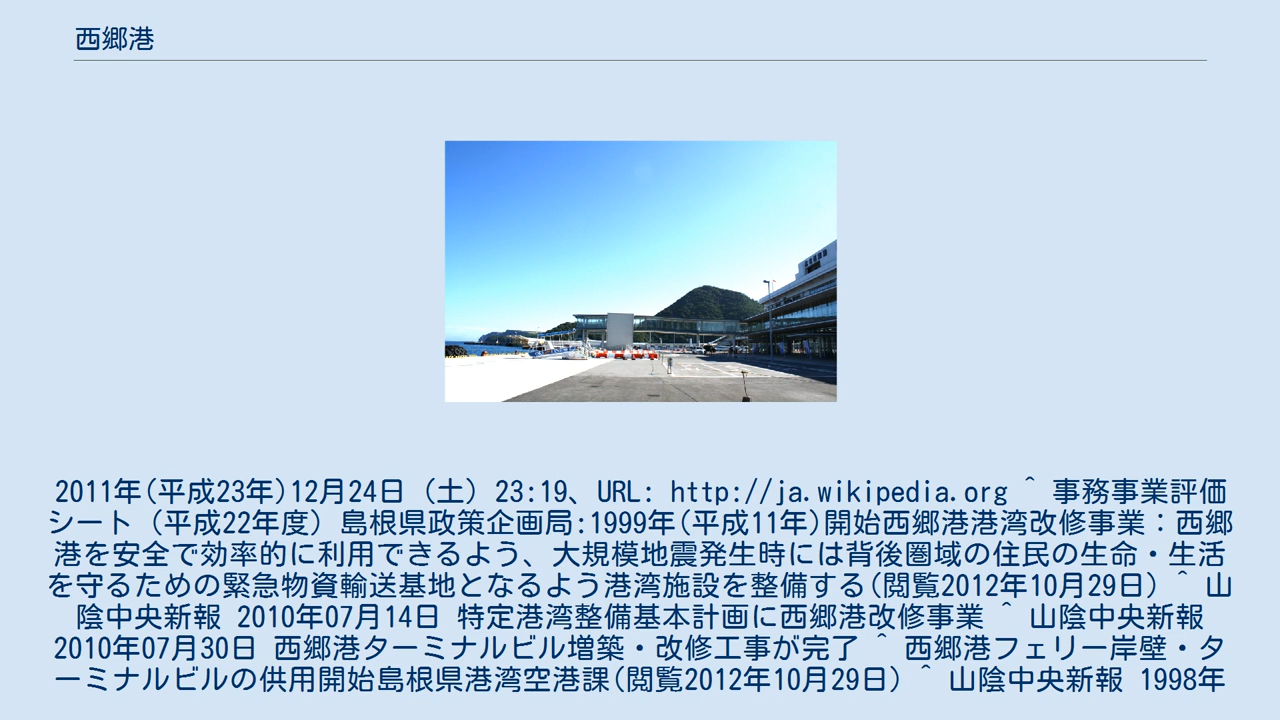 西郷港
2011年(平成23年)12月24日（土）23:19、URL: http://ja.wikipedia.org ^ 事務事業評価
シート（平成22年度）島根県政策企画局:1999年(平成11年)開始西郷港港湾改修事業：西郷
港を安全で効率的に利用できるよう、大規模地震発生時には背後圏域の住民の生命・生活
を守るための緊急物資輸送基地となるよう港湾施設を整備する(閲覧2012年10月29日) ^ 山
陰中央新報 2010年07月14日 特定港湾整備基本計画に西郷港改修事業 ^ 山陰中央新報
2010年07月30日 西郷港ターミナルビル増築・改修工事が完了 ^ 西郷港フェリー岸壁・タ
ーミナルビルの供用開始島根県港湾空港課(閲覧2012年10月29日) ^ 山陰中央新報 1998年